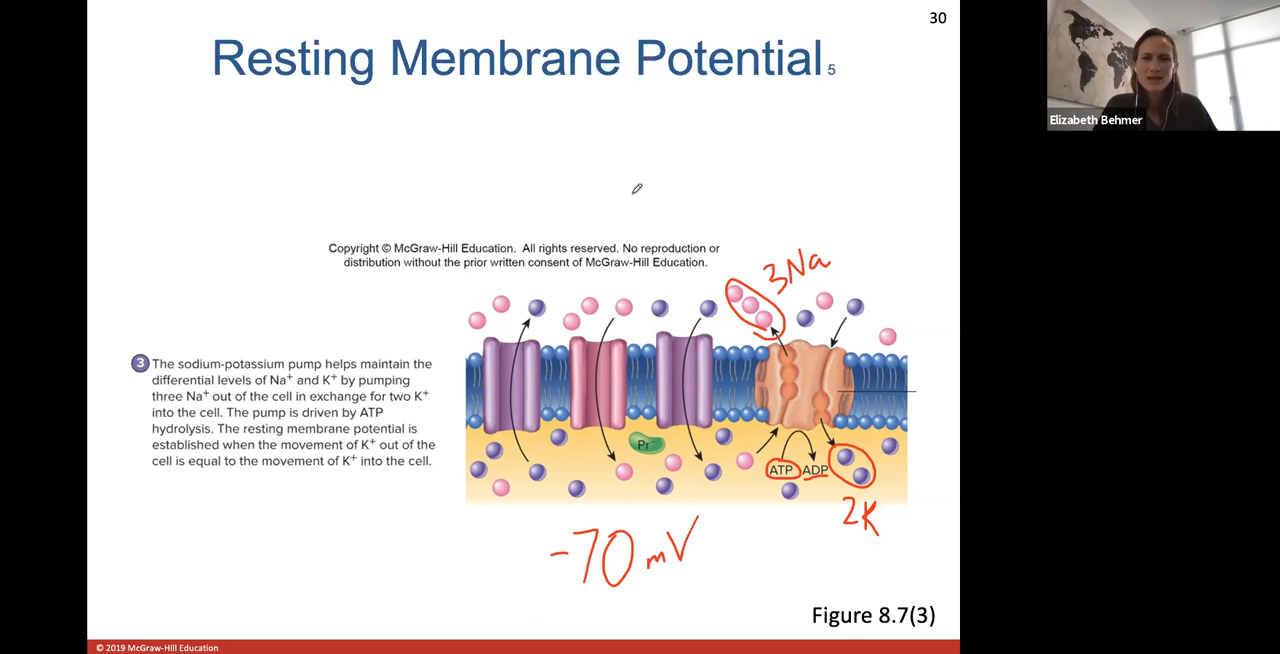 30
Resting Membrane Potential 5
Elizabeth Behmer
Copyright © McGraw-Hill Education. All rights reserved. No reproduction or
distribution without the prior written consent of McGraw-Hill Education.
3Na
3 The sodium-potassium pump helps maintain the
differential levels of Na⁺ and K⁺ by pumping
three Na⁺ out of the cell in exchange for two K⁺
into the cell. The pump is driven by ATP
hydrolysis. The resting membrane potential is
established when the movement of K⁺ out of the
cell is equal to the movement of K⁺ into the cell.
Pr⁻
ATP ADP
2K
-70mV
Figure 8.7(3)
© 2019 McGraw-Hill Education